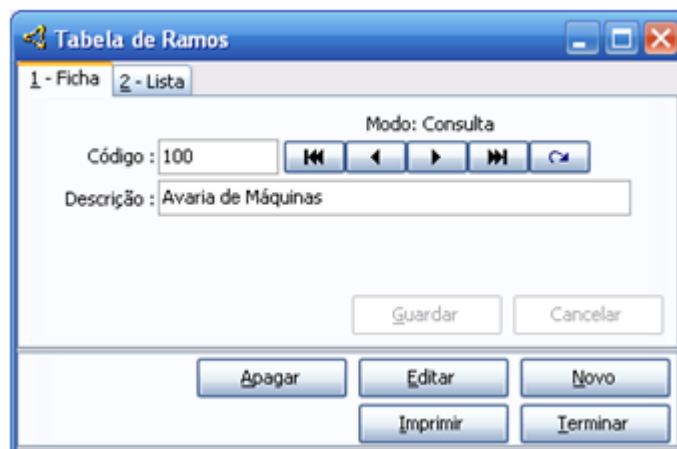 Tabela de Ramos
1 - Ficha 2 - Lista
Modo: Consulta
Código : 100
Descrição : Avaria de Máquinas
Guardar Cancelar
Apagar Editar Novo
Imprimir Terminar